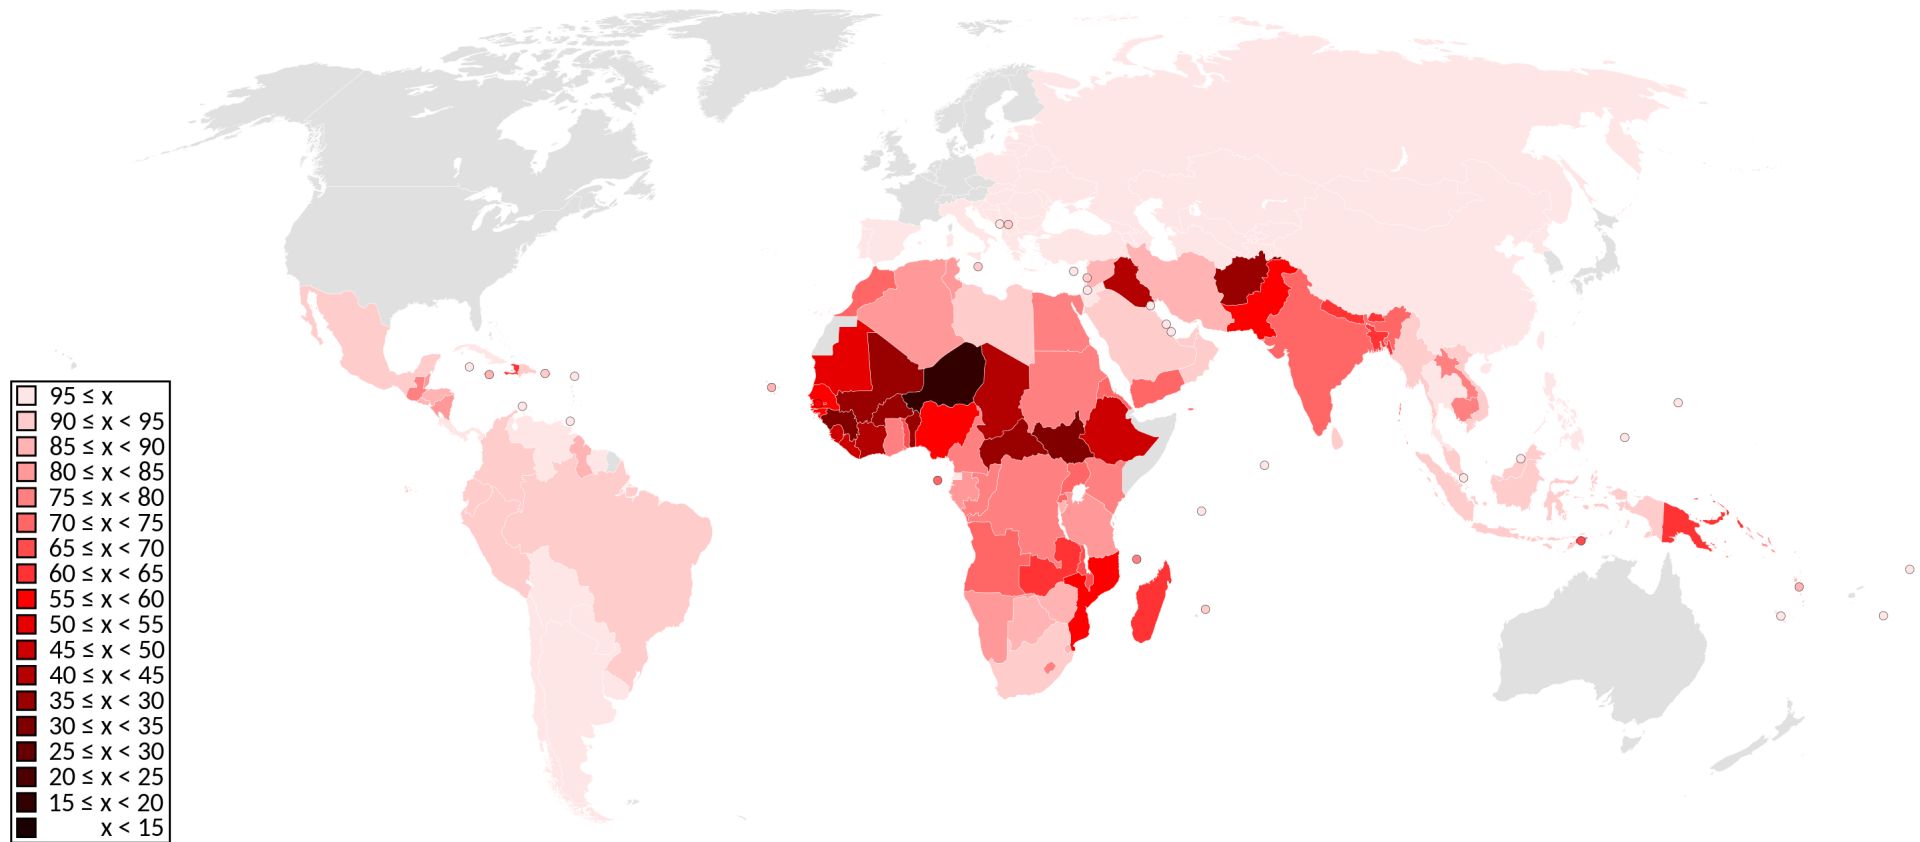 95 ≤ x
90 ≤ x < 95
85 ≤ x < 90
80 ≤ x < 85
75 ≤ x < 80
70 ≤ x < 75
65 ≤ x < 70
60 ≤ x < 65
55 ≤ x < 60
50 ≤ x < 55
45 ≤ x < 50
40 ≤ x < 45
35 ≤ x < 30
30 ≤ x < 35
25 ≤ x < 30
20 ≤ x < 25
15 ≤ x < 20
x < 15